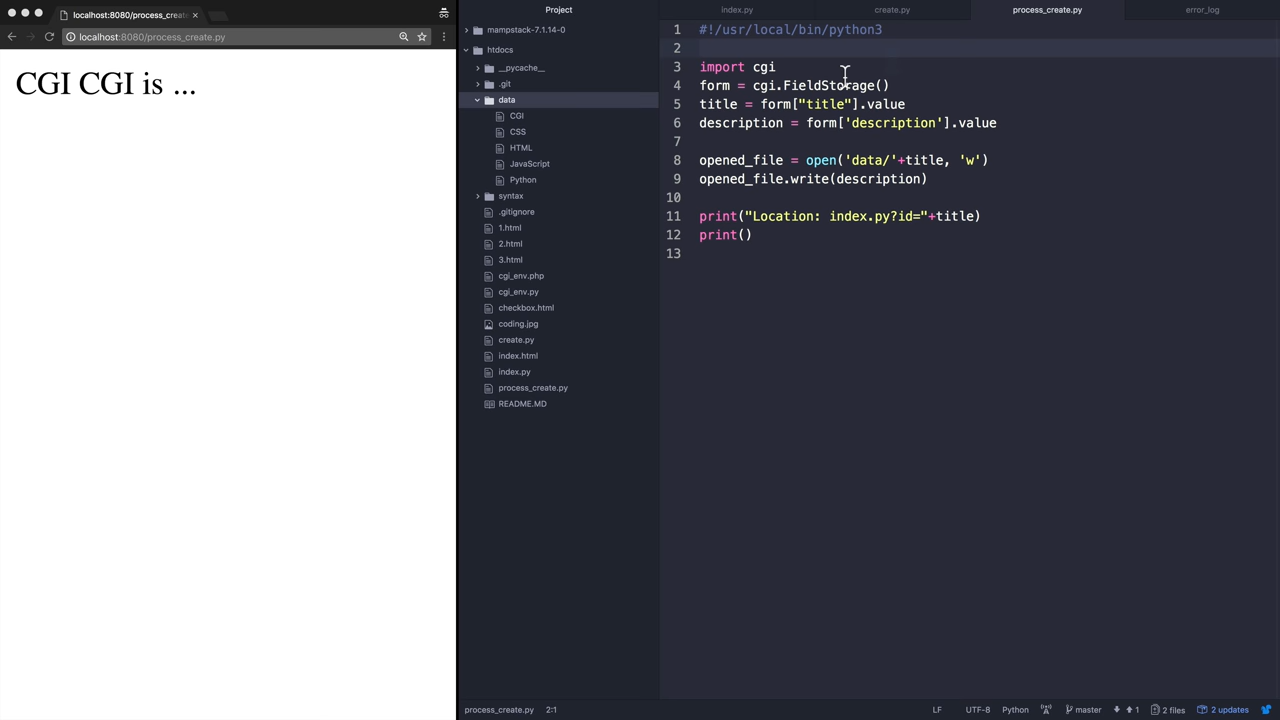 localhost:8080/process_create
localhost:8080/process_create.py
CGI CGI is ...
Project
mampstack-7.1.14-0
htdocs
__pycache__
.git
data
CGI
CSS
HTML
JavaScript
Python
syntax
.gitignore
1.html
2.html
3.html
cgi_env.php
cgi_env.py
checkbox.html
coding.jpg
create.py
index.html
index.py
process_create.py
README.MD
index.py
create.py
process_create.py
error_log
1 #!/usr/local/bin/python3
2
3 import cgi
4 form = cgi.FieldStorage()
5 title = form["title"].value
6 description = form['description'].value
7
8 opened_file = open('data/'+title, 'w')
9 opened_file.write(description)
10
11 print("Location: index.py?id="+title)
12 print()
13
process_create.py 2:1
LF UTF-8 Python master 1 2 files 2 updates